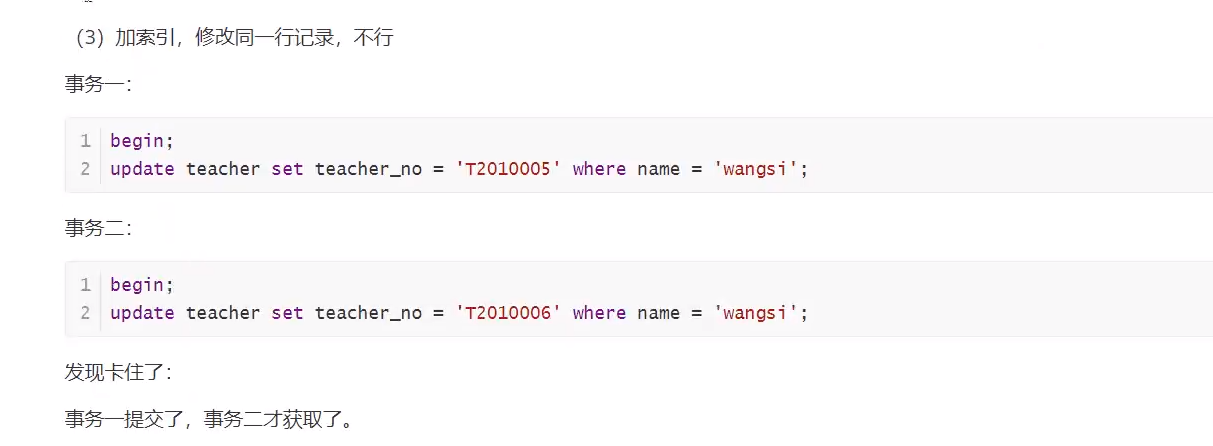 （3）加索引，修改同一行记录，不行
事务一：
1 begin;
2 update teacher set teacher_no = 'T2010005' where name = 'wangsi';
事务二：
1 begin;
2 update teacher set teacher_no = 'T2010006' where name = 'wangsi';
发现卡住了：
事务一提交了，事务二才获取了。